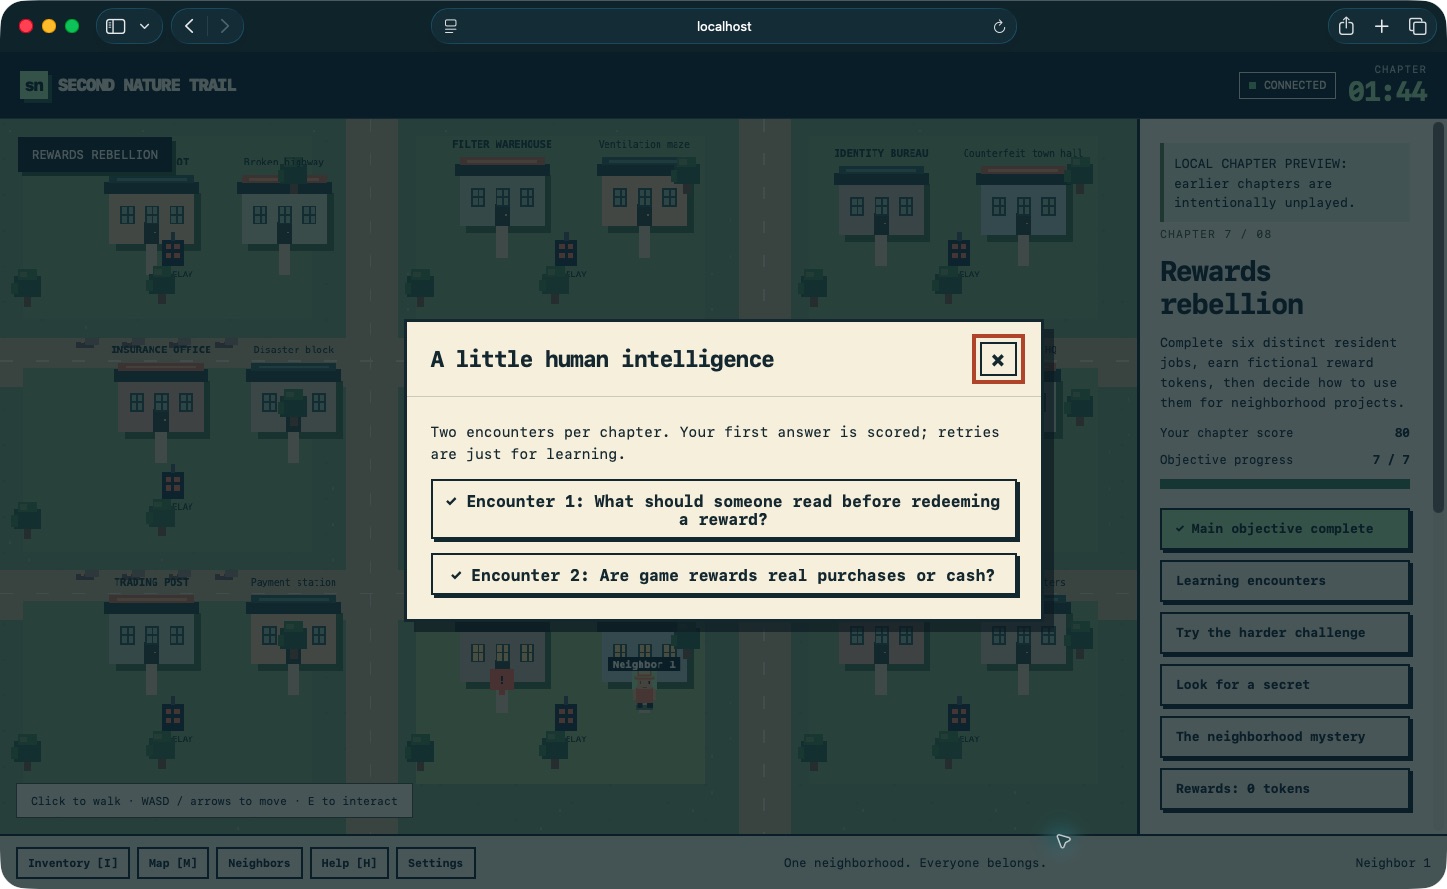 localhost
sn SECOND NATURE TRAIL
CONNECTED
CHAPTER
01:44
REWARDS REBELLION
Broken highway
FILTER WAREHOUSE
Ventilation maze
IDENTITY BUREAU
Counterfeit town hall
INSURANCE OFFICE
Disaster block
TRADING POST
Payment station
Neighbor 1
!
A little human intelligence
×
Two encounters per chapter. Your first answer is scored; retries
are just for learning.
✓ Encounter 1: What should someone read before redeeming
a reward?
✓ Encounter 2: Are game rewards real purchases or cash?
LOCAL CHAPTER PREVIEW:
earlier chapters are
intentionally unplayed.
CHAPTER 7 / 08
Rewards
rebellion
Complete six distinct resident
jobs, earn fictional reward
tokens, then decide how to use
them for neighborhood projects.
Your chapter score 80
Objective progress 7 / 7
✓ Main objective complete
Learning encounters
Try the harder challenge
Look for a secret
The neighborhood mystery
Rewards: 0 tokens
Click to walk · WASD / arrows to move · E to interact
Inventory [I]
Map [M]
Neighbors
Help [H]
Settings
One neighborhood. Everyone belongs.
Neighbor 1